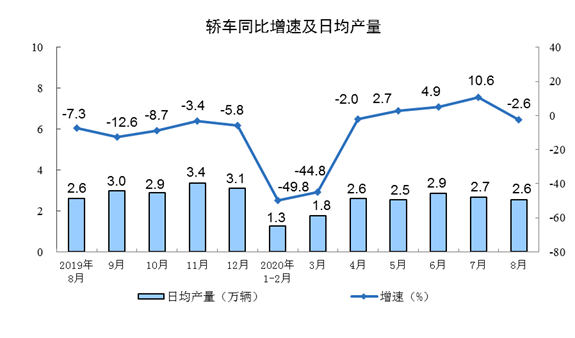 轿车同比增速及日均产量
10
8
6
4
2
0
40
20
0
-20
-40
-60
-80
-7.3
-12.6
-8.7
-3.4
-5.8
-49.8
-44.8
-2.0
2.7
4.9
10.6
-2.6
2.6
3.0
2.9
3.4
3.1
1.3
1.8
2.6
2.5
2.9
2.7
2.6
2019年
8月
9月
10月
11月
12月
2020年
1-2月
3月
4月
5月
6月
7月
8月
日均产量（万辆）
增速（%）